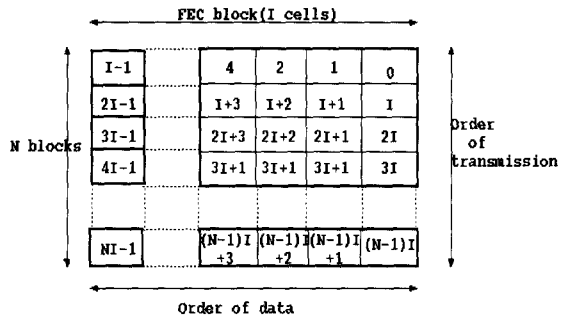 FEC block(I cells)
I-1 4 2 1 0
2I-1 I+3 I+2 I+1 I
3I-1 2I+3 2I+2 2I+1 2I
4I-1 3I+1 3I+1 3I+1 3I
N blocks
Order
of
transmission
NI-1 (N-1)I (N-1)I (N-1)I (N-1)I
+3 +2 +1
Order of data